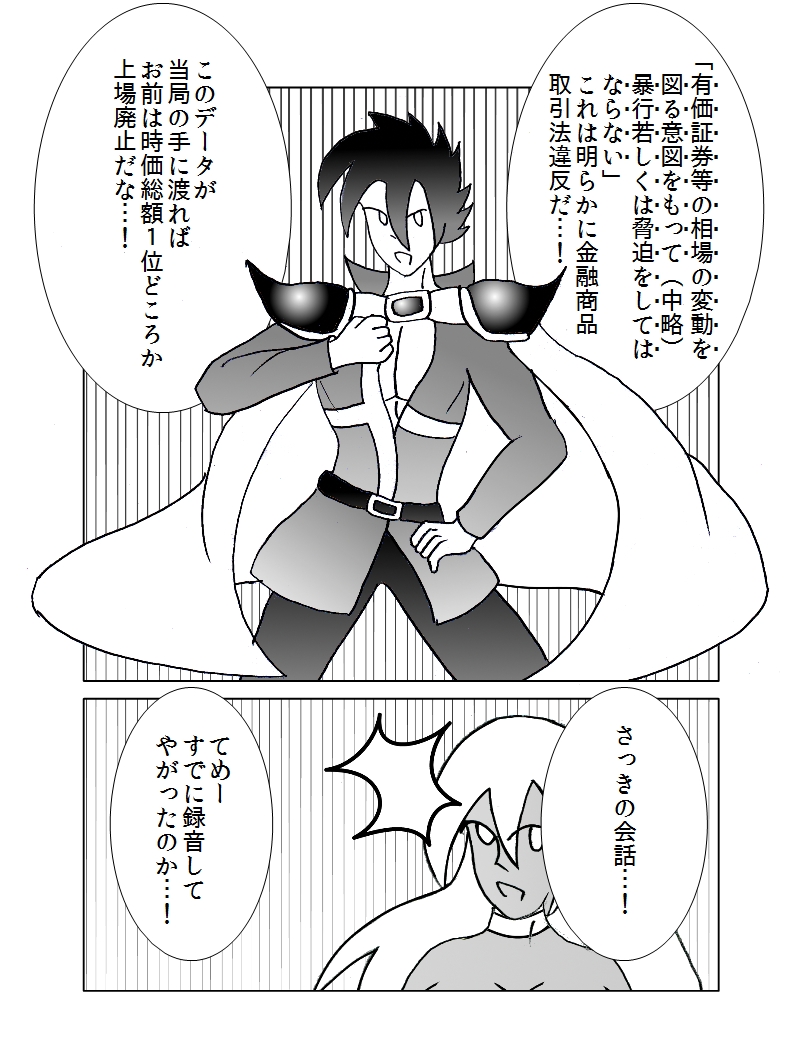 「有価証券等の相場の変動を
図る意図をもって（中略）
暴行若しくは脅迫をしては
ならない」
これは明らかに金融商品
取引法違反だ…！
このデータが
当局の手に渡れば
お前は時価総額１位どころか
上場廃止だな…！
さっきの会話…！
てめー
すでに録音して
やがったのか…！